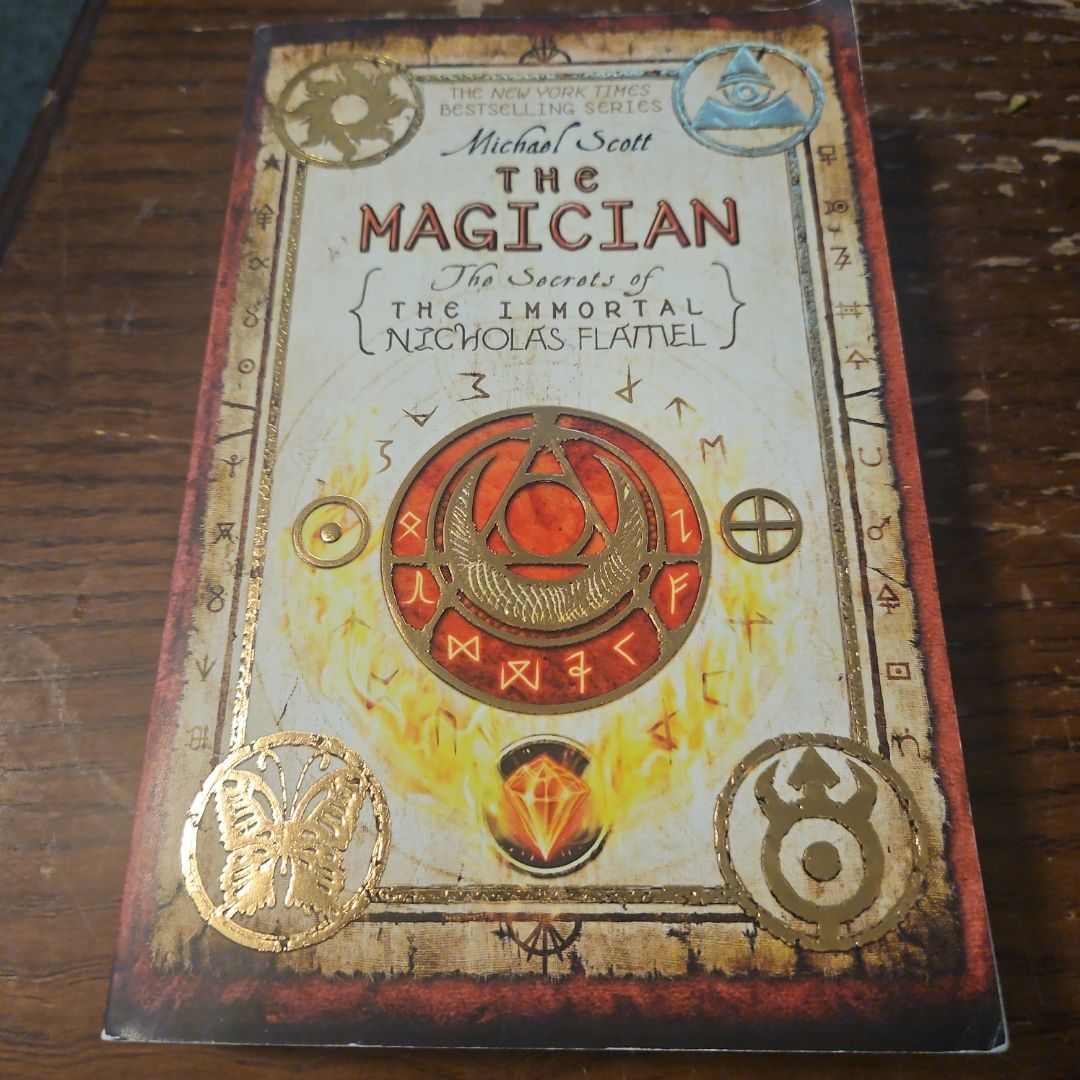 THE NEW YORK TIMES
BESTSELLING SERIES
Michael Scott
THE
MAGICIAN
The Secrets of
THE IMMORTAL
NICHOLAS FLAMEL